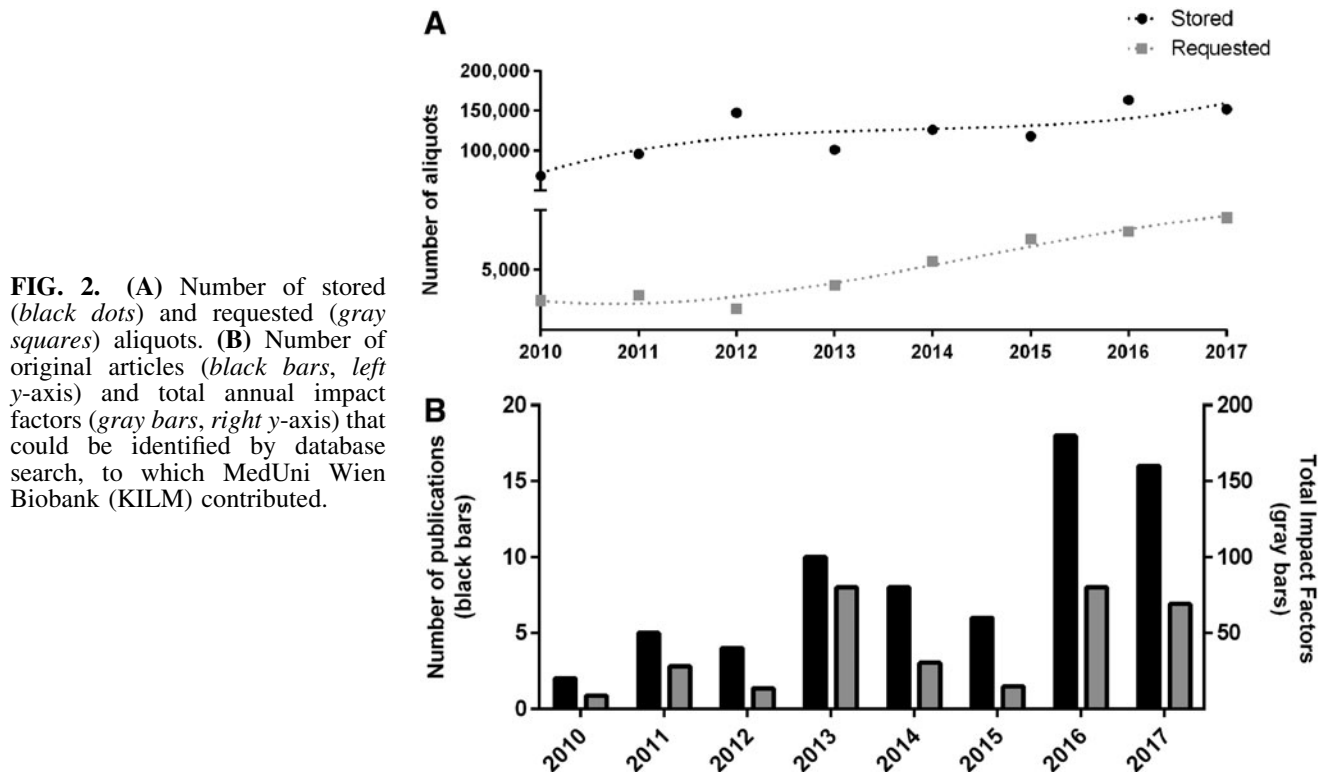 FIG. 2. (A) Number of stored
(black dots) and requested (gray
squares) aliquots. (B) Number of
original articles (black bars, left
y-axis) and total annual impact
factors (gray bars, right y-axis) that
could be identified by database
search, to which MedUni Wien
Biobank (KILM) contributed.
A
Stored
Requested
Number of aliquots
200,000
150,000
100,000
5,000
2010 2011 2012 2013 2014 2015 2016 2017
B
Number of publications
(black bars)
20
15
10
5
0
200
150
100
50
0
Total Impact Factors
(gray bars)
2010 2011 2012 2013 2014 2015 2016 2017